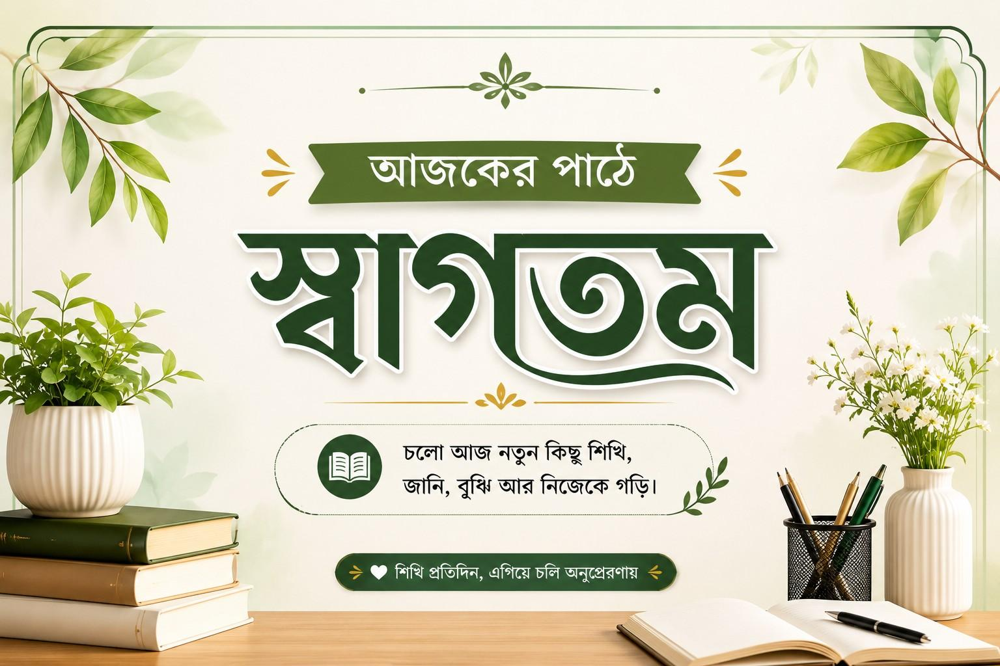 আজকের পাঠে
স্বাগতম
চলো আজ নতুন কিছু শিখি,
জানি, বুঝি আর নিজেকে গড়ি।
শিখি প্রতিদিন, এগিয়ে চলি অনুপ্রেরণায়